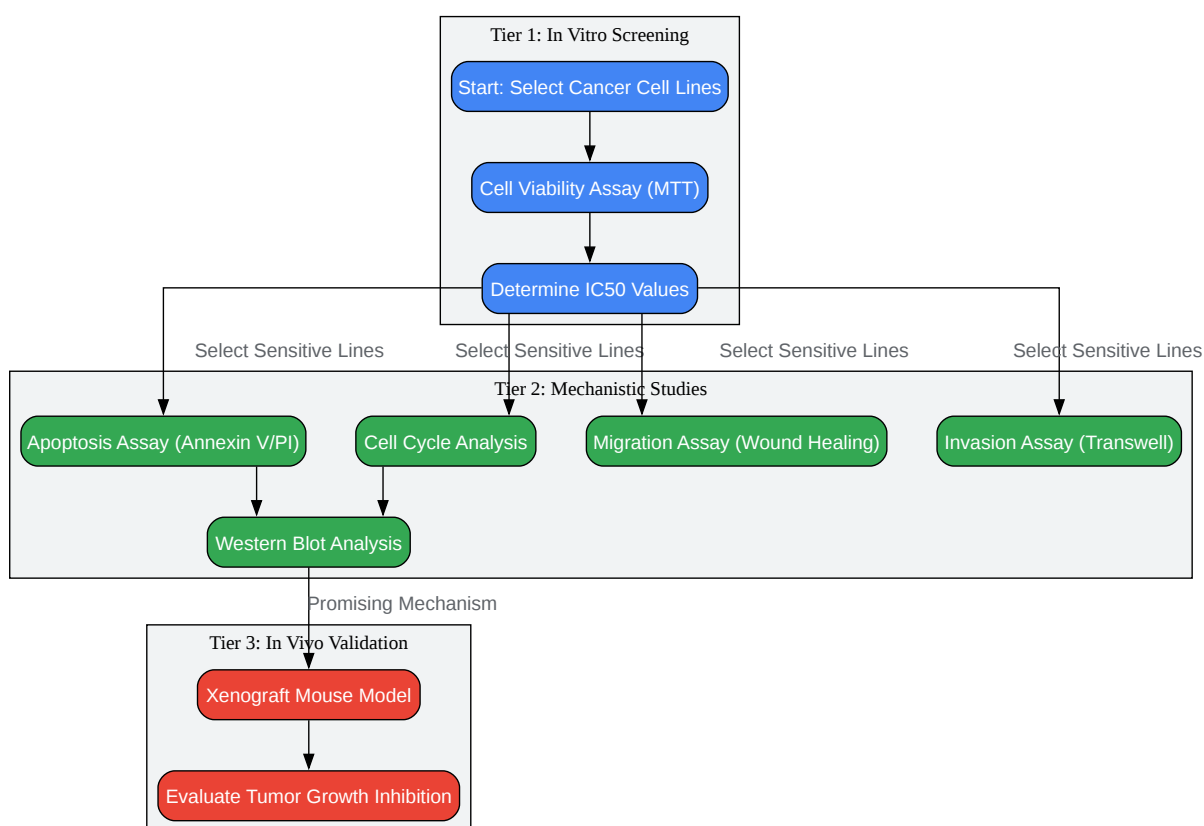 Tier 1: In Vitro Screening
Start: Select Cancer Cell Lines
Cell Viability Assay (MTT)
Determine IC50 Values
Select Sensitive Lines
Select Sensitive Lines
Select Sensitive Lines
Select Sensitive Lines
Tier 2: Mechanistic Studies
Apoptosis Assay (Annexin V/PI)
Cell Cycle Analysis
Migration Assay (Wound Healing)
Invasion Assay (Transwell)
Western Blot Analysis
Promising Mechanism
Tier 3: In Vivo Validation
Xenograft Mouse Model
Evaluate Tumor Growth Inhibition